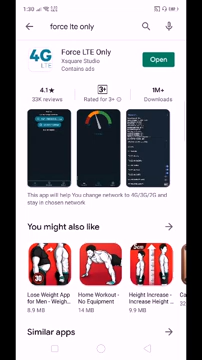 1:30
force lte only
4G
LTE
Force LTE Only
Xsquare Studio
Contains ads
Open
4.1★
3+
1M+
33K reviews
Rated for 3+
Downloads
This app will help You change network to 4G/3G/2G and
stay in chosen network
You might also like
Lose Weight App
for Men - Weigh...
8.9 MB
Home Workout -
No Equipment
14 MB
Height Increase -
Increase Height...
9.9 MB
Similar apps